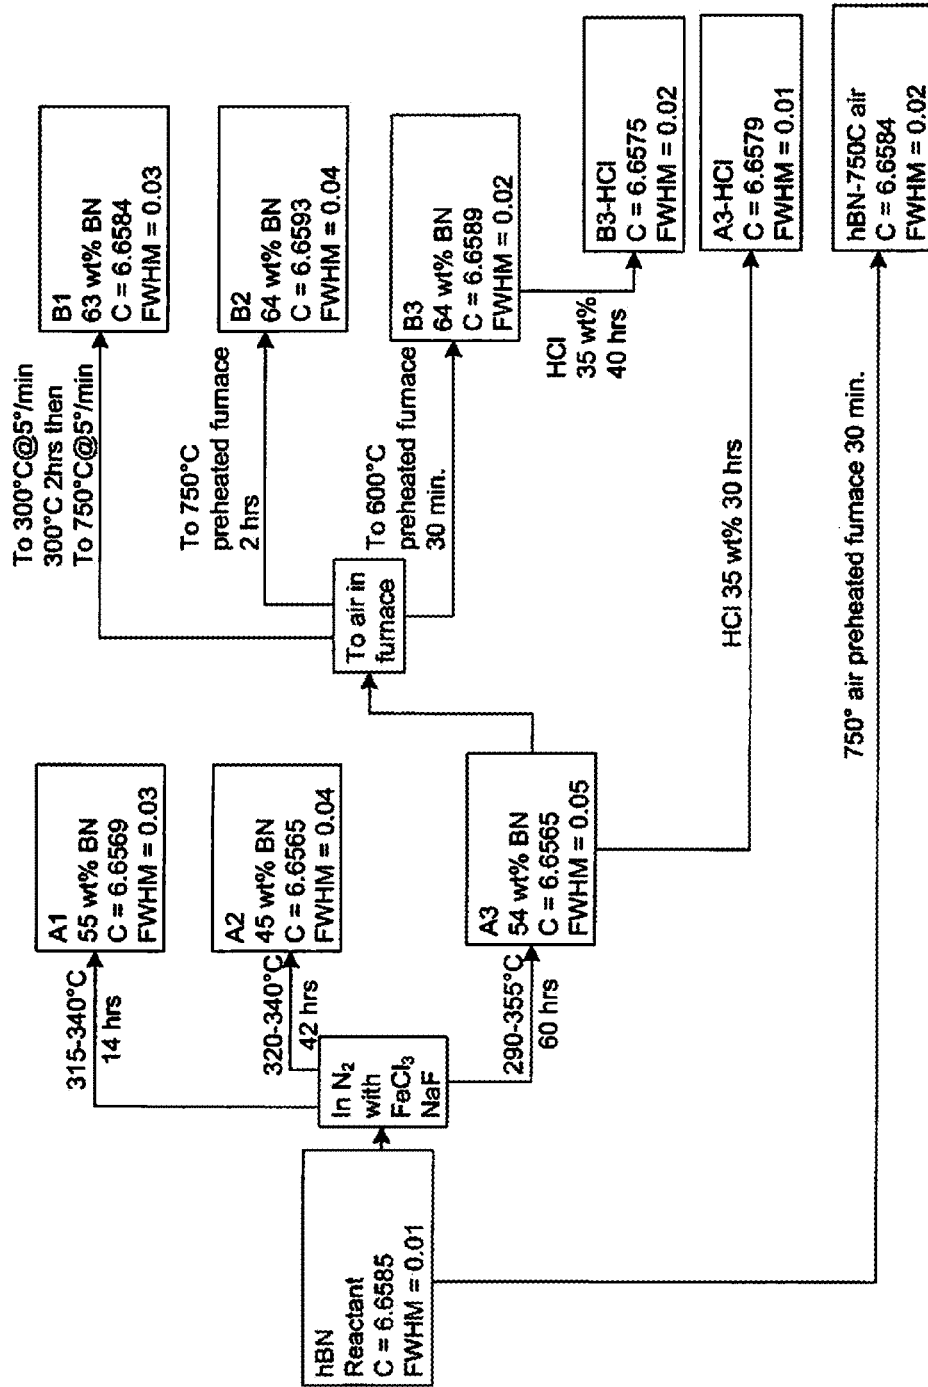 hBN
Reactant
C = 6.6585
FWHM = 0.01
In N₂
with
FeCl₃
NaF
315-340°C
14 hrs
A1
55 wt% BN
C = 6.6569
FWHM = 0.03
320-340°C
42 hrs
A2
45 wt% BN
C = 6.6565
FWHM = 0.04
290-355°C
60 hrs
A3
54 wt% BN
C = 6.6565
FWHM = 0.05
To air in
furnace
To 300°C@5°/min
300°C 2hrs then
To 750°C@5°/min
B1
63 wt% BN
C = 6.6584
FWHM = 0.03
To 750°C
preheated furnace
2 hrs
B2
64 wt% BN
C = 6.6593
FWHM = 0.04
To 600°C
preheated furnace
30 min.
B3
64 wt% BN
C = 6.6589
FWHM = 0.02
HCl
35 wt%
40 hrs
B3-HCl
C = 6.6575
FWHM = 0.02
HCl 35 wt% 30 hrs
A3-HCl
C = 6.6579
FWHM = 0.01
750° air preheated furnace 30 min.
hBN-750C air
C = 6.6584
FWHM = 0.02